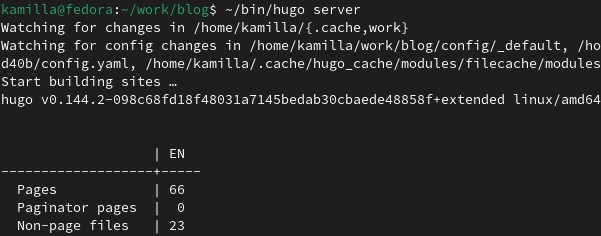 kamilla@fedora:~/work/blog$ ~/bin/hugo server
Watching for changes in /home/kamilla/{.cache,work}
Watching for config changes in /home/kamilla/work/blog/config/_default, /ho
d40b/config.yaml, /home/kamilla/.cache/hugo_cache/modules/filecache/modules
Start building sites …
hugo v0.144.2-098c68fd18f48031a7145bedab30cbaede48858f+extended linux/amd64
| EN
-------------------+-----
Pages | 66
Paginator pages | 0
Non-page files | 23